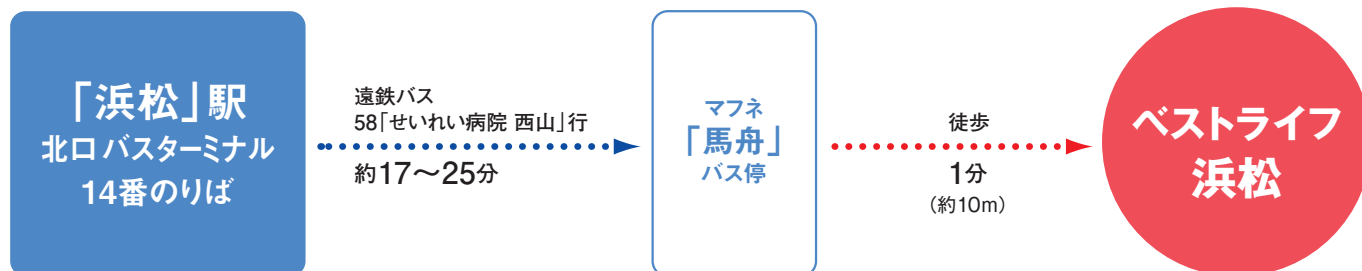 「浜松」駅
北口 バスターミナル
14番のりば
遠鉄バス
58「せいれい病院 西山」行
約17〜25分
マフネ
「馬舟」
バス停
徒歩
1分
（約10m）
ベストライフ
浜松